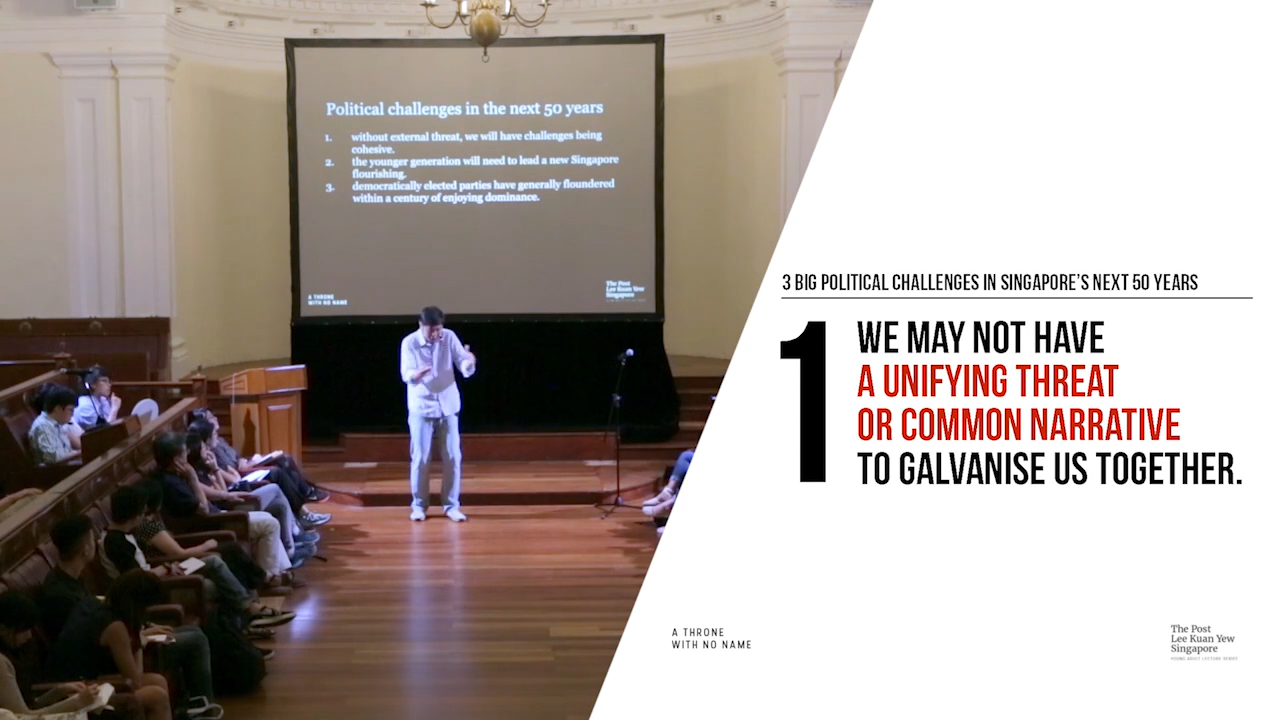 Political challenges in the next 50 years
1. without external threat, we will have challenges being
cohesive.
2. the younger generation will need to lead a new Singapore
flourishing.
3. democratically elected parties have generally floundered
within a century of enjoying dominance.
A THRONE
WITH NO NAME
The Post
Lee Kuan Yew
Singapore
3 BIG POLITICAL CHALLENGES IN SINGAPORE'S NEXT 50 YEARS
1 WE MAY NOT HAVE
A UNIFYING THREAT
OR COMMON NARRATIVE
TO GALVANISE US TOGETHER.
A THRONE
WITH NO NAME
The Post
Lee Kuan Yew
Singapore